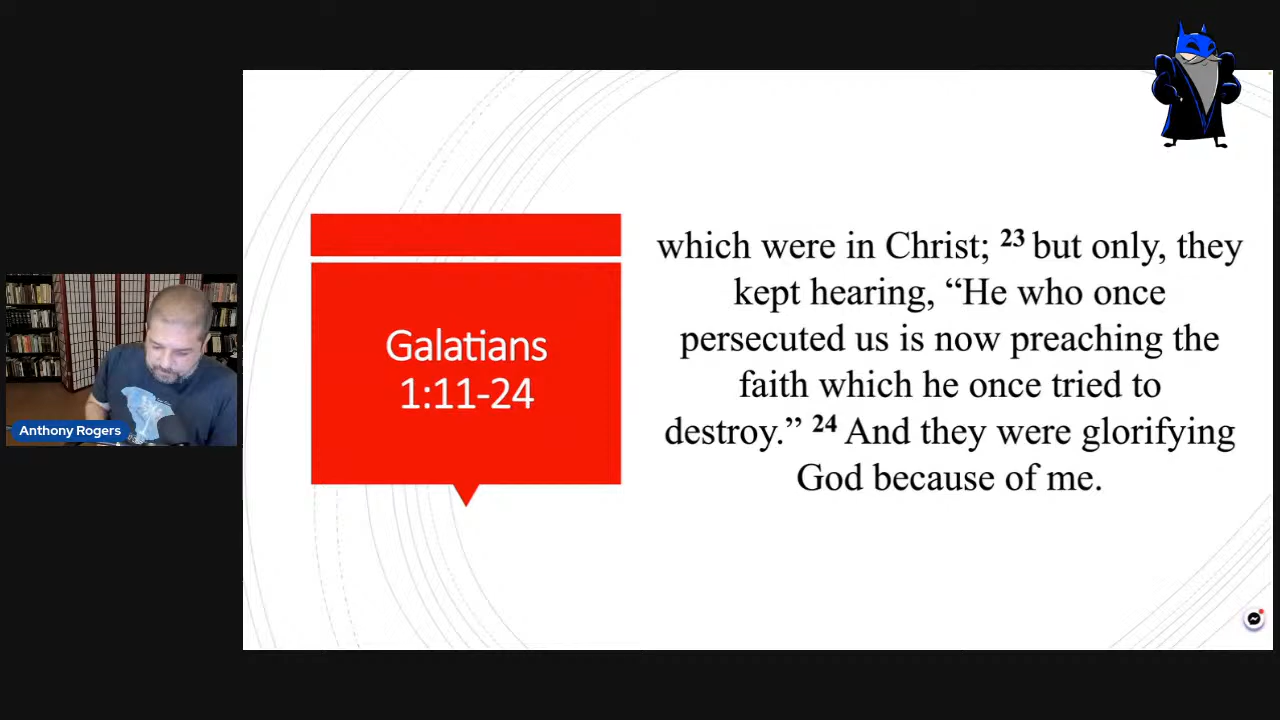 Anthony Rogers
Galatians
1:11-24
which were in Christ; 23 but only, they
kept hearing, “He who once
persecuted us is now preaching the
faith which he once tried to
destroy.” 24 And they were glorifying
God because of me.